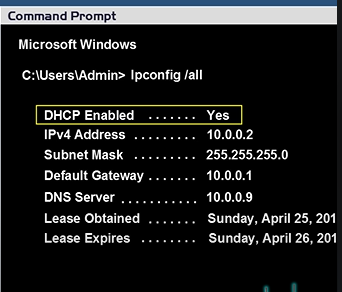 Command Prompt
Microsoft Windows
C:\Users\Admin> Ipconfig /all
DHCP Enabled ....... Yes
IPv4 Address ......... 10.0.0.2
Subnet Mask ......... 255.255.255.0
Default Gateway ....... 10.0.0.1
DNS Server ........... 10.0.0.9
Lease Obtained ....... Sunday, April 25, 201
Lease Expires ........ Sunday, April 26, 201